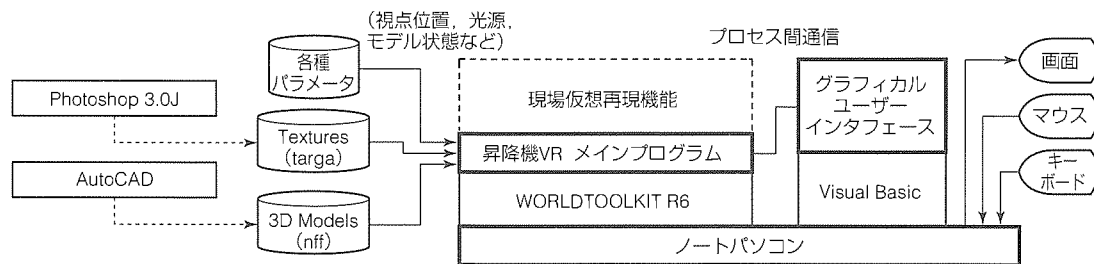 (視点位置，光源，
モデル状態など)
プロセス間通信
各種
パラメータ
Photoshop 3.0J
Textures
(targa)
AutoCAD
3D Models
(nff)
現場仮想再現機能
昇降機VR メインプログラム
WORLDTOOLKIT R6
グラフィカル
ユーザー
インタフェース
Visual Basic
ノートパソコン
画面
マウス
キー
ボード